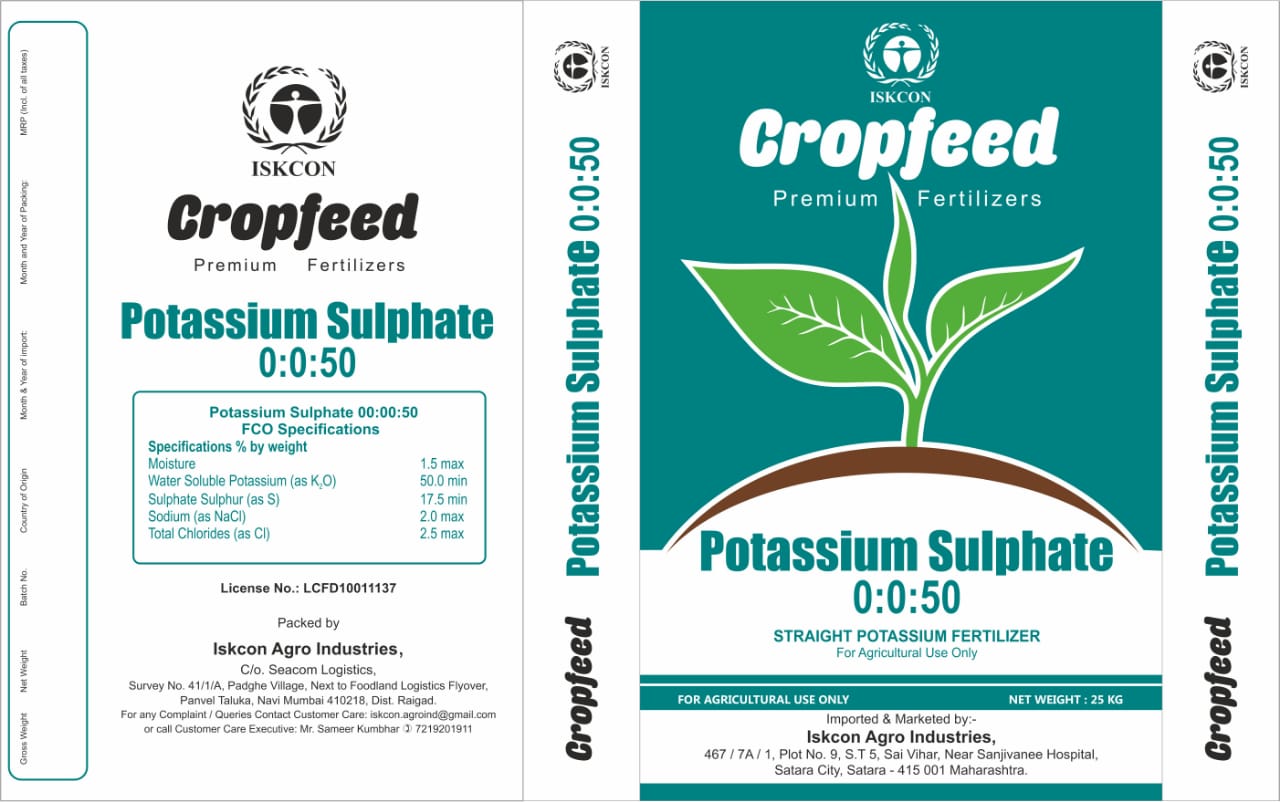 MRP (Incl. of all taxes)
Month and Year of Packing:
Month & Year of import:
Country of Origin
Batch No.
Net Weight
Gross Weight
ISKCON
Cropfeed
Premium Fertilizers
Potassium Sulphate
0:0:50
Potassium Sulphate 00:00:50
FCO Specifications
Specifications % by weight
Moisture 1.5 max
Water Soluble Potassium (as K₂O) 50.0 min
Sulphate Sulphur (as S) 17.5 min
Sodium (as NaCl) 2.0 max
Total Chlorides (as Cl) 2.5 max
License No.: LCFD10011137
Packed by
Iskcon Agro Industries,
C/o. Seacom Logistics,
Survey No. 41/1/A, Padghe Village, Next to Foodland Logistics Flyover,
Panvel Taluka, Navi Mumbai 410218, Dist. Raigad.
For any Complaint / Queries Contact Customer Care: iskcon.agroind@gmail.com
or call Customer Care Executive: Mr. Sameer Kumbhar ✆ 7219201911
ISKCON
Potassium Sulphate 0:0:50
Cropfeed
ISKCON
Cropfeed
Premium Fertilizers
Potassium Sulphate
0:0:50
STRAIGHT POTASSIUM FERTILIZER
For Agricultural Use Only
FOR AGRICULTURAL USE ONLY NET WEIGHT : 25 KG
Imported & Marketed by:-
Iskcon Agro Industries,
467 / 7A / 1, Plot No. 9, S.T 5, Sai Vihar, Near Sanjivanee Hospital,
Satara City, Satara - 415 001 Maharashtra.
ISKCON
Potassium Sulphate 0:0:50
Cropfeed